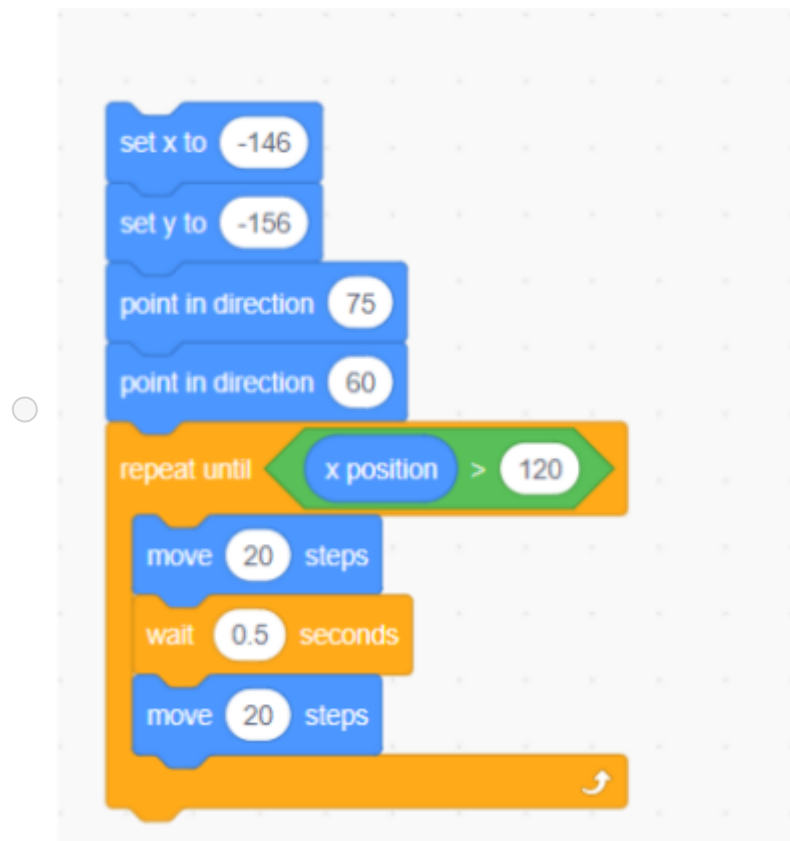 set x to -146
set y to -156
point in direction 75
point in direction 60
repeat until x position > 120
move 20 steps
wait 0.5 seconds
move 20 steps